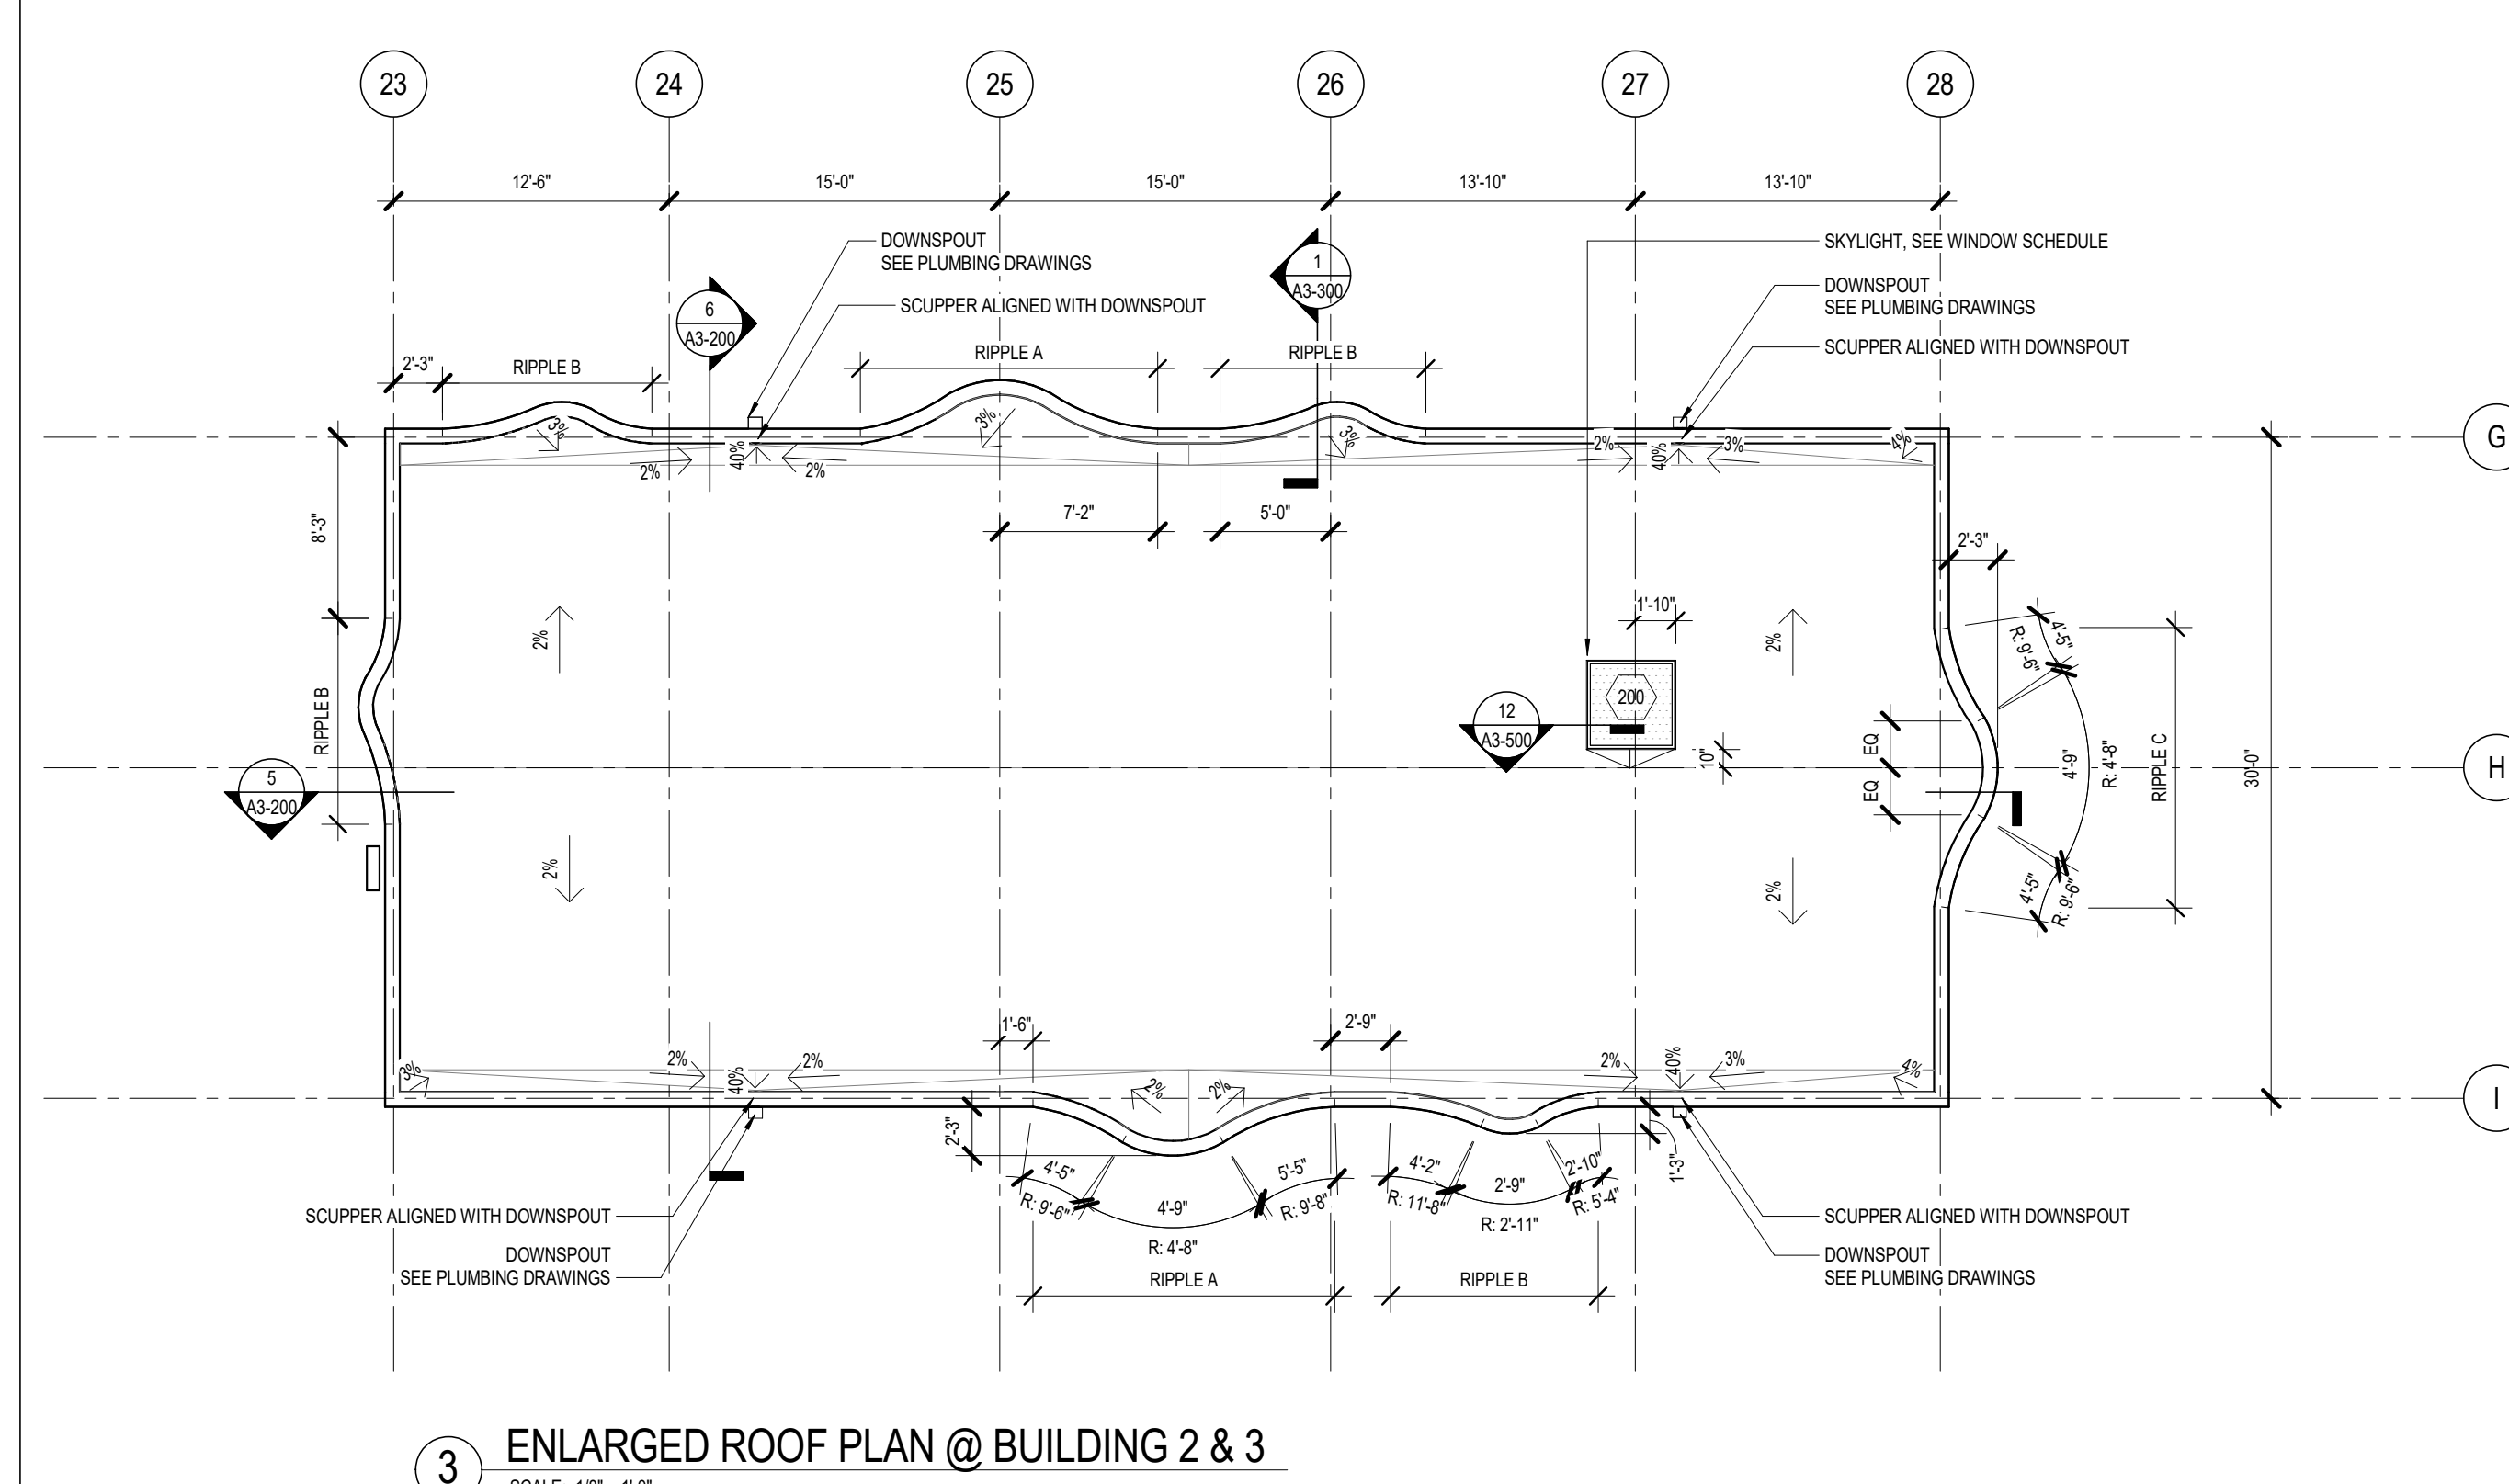 23
24
25
26
27
28
12'-6"
15'-0"
15'-0"
13'-10"
13'-10"
DOWNSPOUT
SEE PLUMBING DRAWINGS
SCUPPER ALIGNED WITH DOWNSPOUT
1
A3-300
SKYLIGHT, SEE WINDOW SCHEDULE
DOWNSPOUT
SEE PLUMBING DRAWINGS
SCUPPER ALIGNED WITH DOWNSPOUT
6
A3-200
2'-3"
RIPPLE B
RIPPLE A
RIPPLE B
3%
3%
3%
G
2%
40%
2%
2%
40%
3%
4%
8'-3"
7'-2"
5'-0"
2'-3"
2%
1'-10"
2%
4'-5"
R: 9'-6"
RIPPLE B
200
12
A3-500
10"
EQ
EQ
4'-9"
R: 4'-8"
RIPPLE C
30'-0"
H
5
A3-200
2%
2%
4'-5"
R: 9'-6"
1'-6"
2'-9"
3%
2%
40%
2%
2%
2%
2%
40%
3%
4%
I
2'-3"
1'-3"
4'-5"
R: 9'-6"
4'-9"
R: 4'-8"
5'-5"
R: 9'-8"
4'-2"
R: 11'-8"
2'-9"
R: 2'-11"
2'-10"
R: 5'-4"
SCUPPER ALIGNED WITH DOWNSPOUT
DOWNSPOUT
SEE PLUMBING DRAWINGS
RIPPLE A
RIPPLE B
SCUPPER ALIGNED WITH DOWNSPOUT
DOWNSPOUT
SEE PLUMBING DRAWINGS
3
ENLARGED ROOF PLAN @ BUILDING 2 & 3